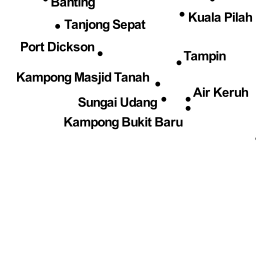 Banting
Kuala Pilah
Tanjong Sepat
Port Dickson
Tampin
Kampong Masjid Tanah
Air Keruh
Sungai Udang
Kampong Bukit Baru